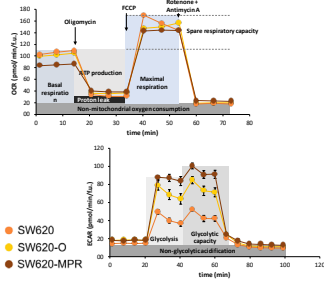 Oligomycin
FCCP
Rotenone +
Antimycin A
OCR (pmol/min/f.u.)
180
160
140
120
100
80
60
40
20
0
Spare respiratory capacity
ATP production
Basal
respiratio
n
Maximal
respiration
Proton leak
Non-mitochondrial oxygen consumption
0 10 20 30 40 50 60 70 80
time (min)
ECAR (pmol/min/f.u.)
120
100
80
60
40
20
0
Glycolysis
Glycolytic
capacity
Non-glycolytic acidification
0 20 40 60 80 100 120
time (min)
SW620
SW620-O
SW620-MPR